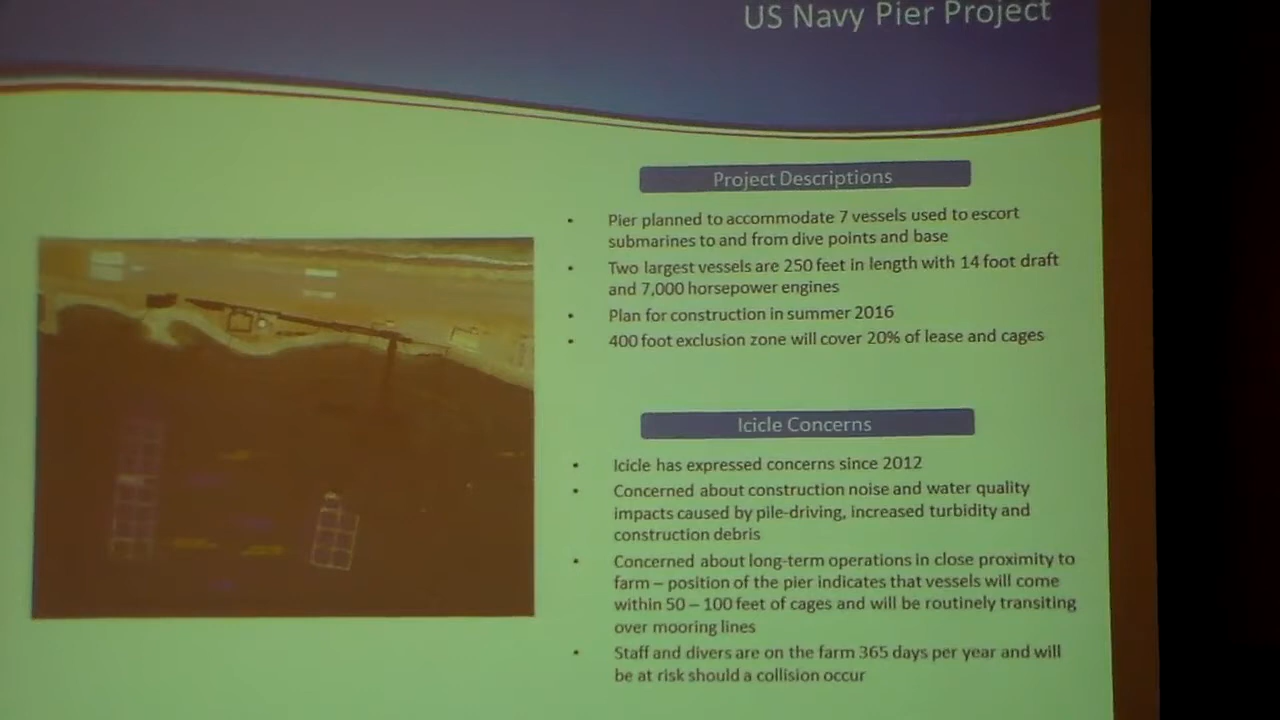 US Navy Pier Project
Project Descriptions
• Pier planned to accommodate 7 vessels used to escort
submarines to and from dive points and base
• Two largest vessels are 250 feet in length with 14 foot draft
and 7,000 horsepower engines
• Plan for construction in summer 2016
• 400 foot exclusion zone will cover 20% of lease and cages
Icicle Concerns
• Icicle has expressed concerns since 2012
• Concerned about construction noise and water quality
impacts caused by pile-driving, increased turbidity and
construction debris
• Concerned about long-term operations in close proximity to
farm – position of the pier indicates that vessels will come
within 50 – 100 feet of cages and will be routinely transiting
over mooring lines
• Staff and divers are on the farm 365 days per year and will
be at risk should a collision occur